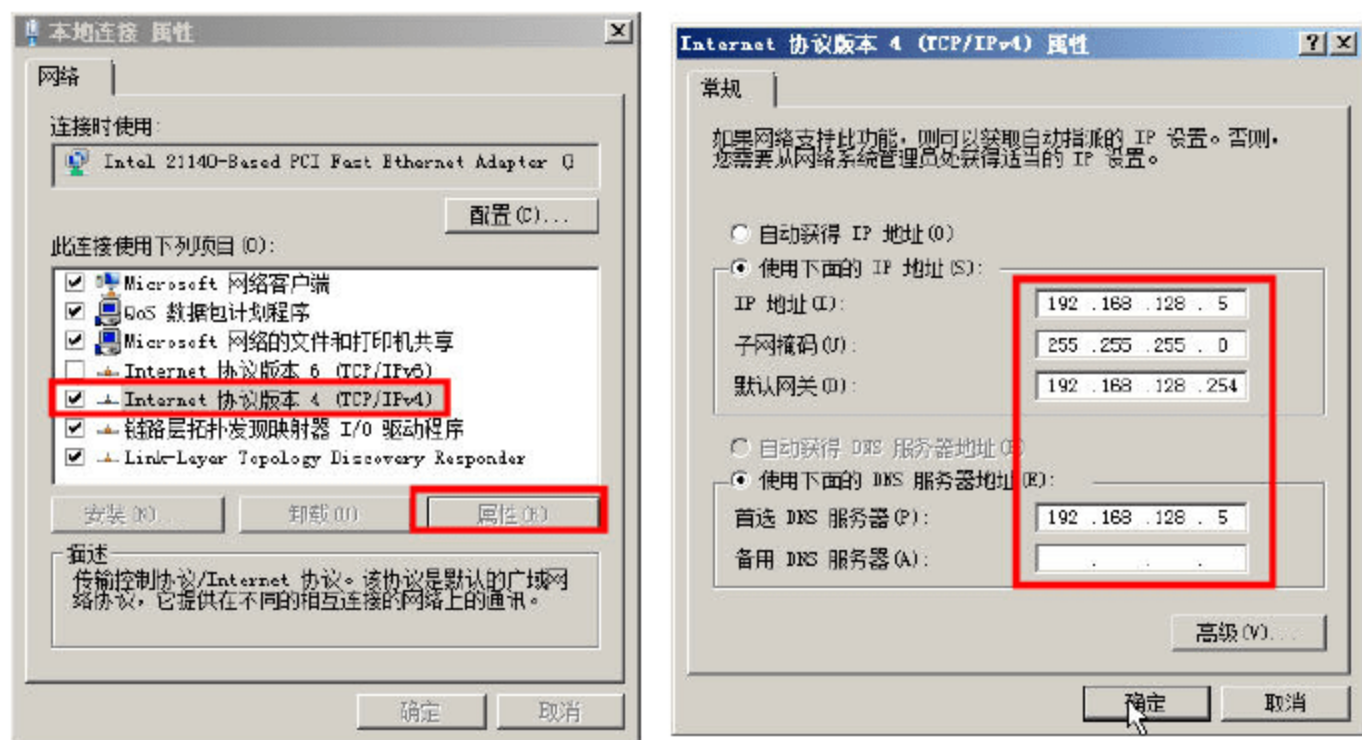 本地连接 属性
网络
连接时使用:
Intel 21140-Based PCI Fast Ethernet Adapter (
配置(C)...
此连接使用下列项目(O):
Microsoft 网络客户端
QoS 数据包计划程序
Microsoft 网络的文件和打印机共享
Internet 协议版本 6 (TCP/IPv6)
Internet 协议版本 4 (TCP/IPv4)
链路层拓扑发现映射器 I/O 驱动程序
Link-Layer Topology Discovery Responder
安装(N)...
卸载(U)
属性(R)
描述
传输控制协议/Internet 协议。该协议是默认的广域网
络协议，它提供在不同的相互连接的网络上的通讯。
确定
取消
Internet 协议版本 4 (TCP/IPv4) 属性
常规
如果网络支持此功能，则可以获取自动指派的 IP 设置。否则，
您需要从网络系统管理员处获得适当的 IP 设置。
自动获得 IP 地址(O)
使用下面的 IP 地址(S):
IP 地址(I):
192 .168 .128 . 5
子网掩码(U):
255 .255 .255 . 0
默认网关(D):
192 .168 .128 .254
自动获得 DNS 服务器地址(B)
使用下面的 DNS 服务器地址(E):
首选 DNS 服务器(P):
192 .168 .128 . 5
备用 DNS 服务器(A):
. . .
高级(V)...
确定
取消